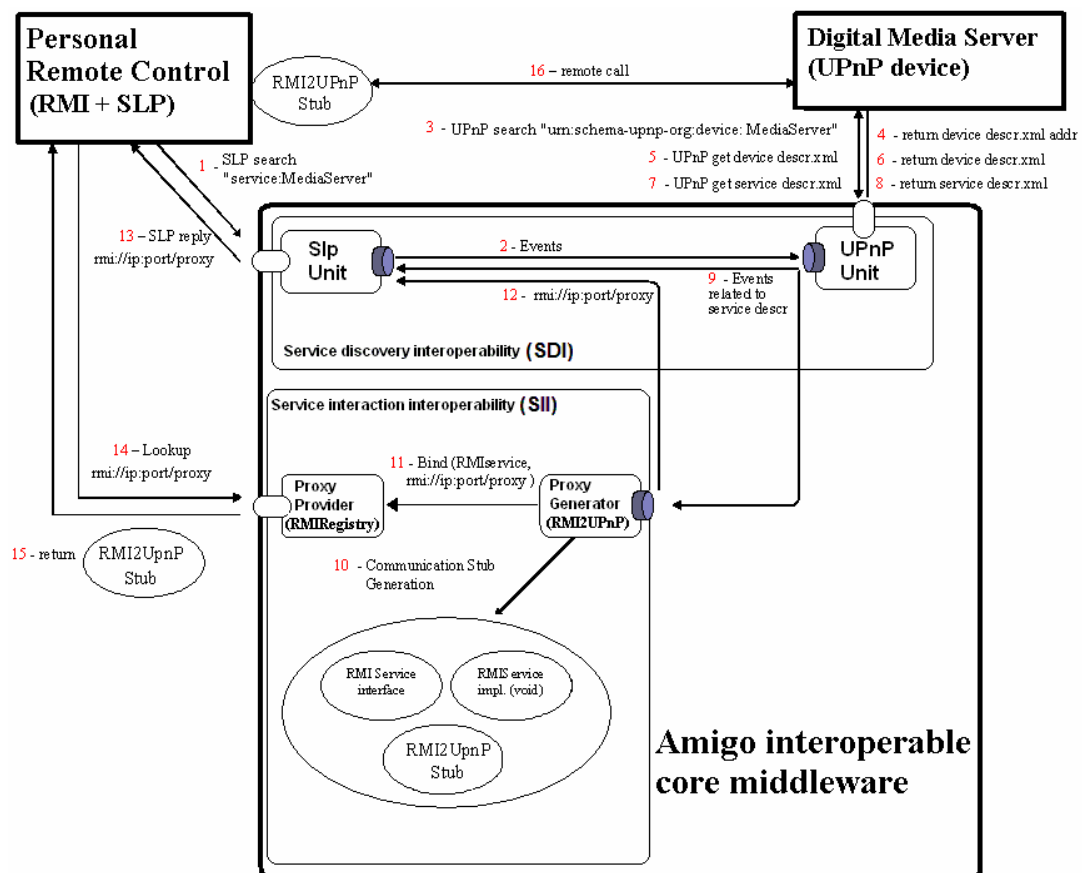 Personal
Remote Control
(RMI + SLP)
RMI2UPnP
Stub
16 – remote call
Digital Media Server
(UPnP device)
3 - UPnP search "urn:schema-upnp-org:device: MediaServer"
5 - UPnP get device descr.xml
7 - UPnP get service descr.xml
4 - return device descr.xml addr
6 - return device descr.xml
8 - return service descr.xml
1 - SLP search
"service:MediaServer"
13 – SLP reply
rmi://ip:port/proxy
Slp
Unit
2 - Events
UPnP
Unit
9 - Events
related to
service descr
12 - rmi://ip:port/proxy
Service discovery interoperability (SDI)
Service interaction interoperability (SII)
14 – Lookup
rmi://ip:port/proxy
11 - Bind (RMIservice,
rmi://ip:port/proxy )
Proxy
Provider
(RMIRegistry)
Proxy
Generator
(RMI2UPnP)
15 - return
RMI2UpnP
Stub
10 - Communication Stub
Generation
RMI Service
interface
RMIService
impl. (void)
RMI2UpnP
Stub
Amigo interoperable
core middleware